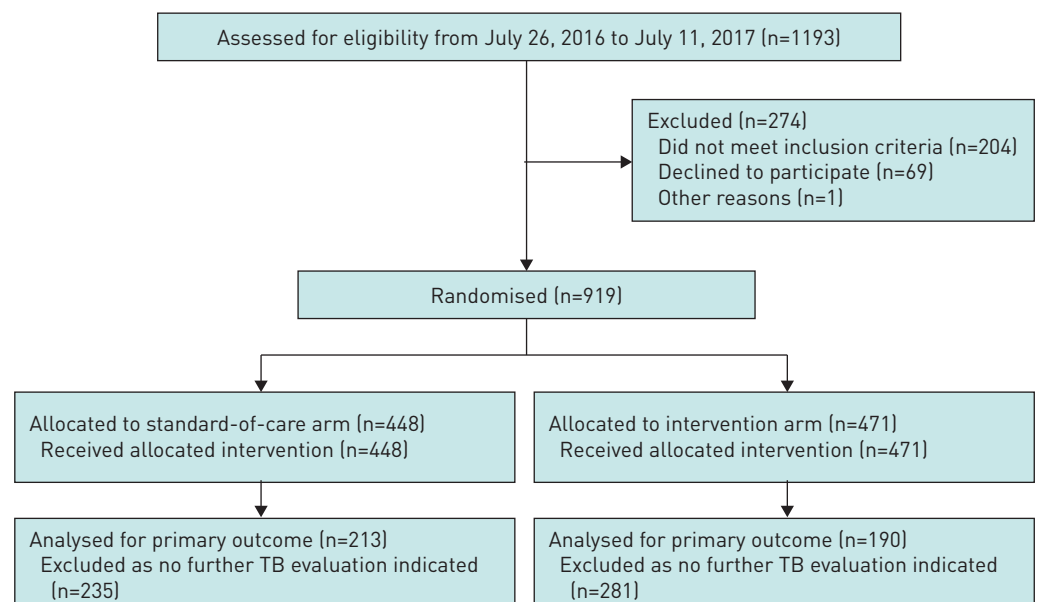 Assessed for eligibility from July 26, 2016 to July 11, 2017 (n=1193)
Excluded (n=274)
Did not meet inclusion criteria (n=204)
Declined to participate (n=69)
Other reasons (n=1)
Randomised (n=919)
Allocated to standard-of-care arm (n=448)
Received allocated intervention (n=448)
Allocated to intervention arm (n=471)
Received allocated intervention (n=471)
Analysed for primary outcome (n=213)
Excluded as no further TB evaluation indicated
(n=235)
Analysed for primary outcome (n=190)
Excluded as no further TB evaluation indicated
(n=281)